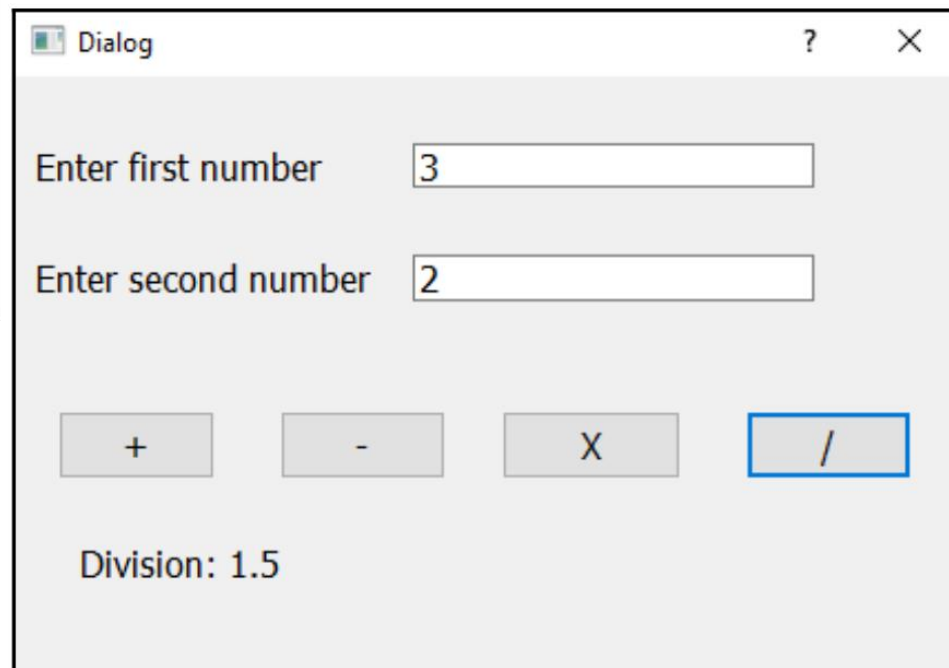 Dialog ?
Enter first number 3
Enter second number 2
+ - X /
Division: 1.5